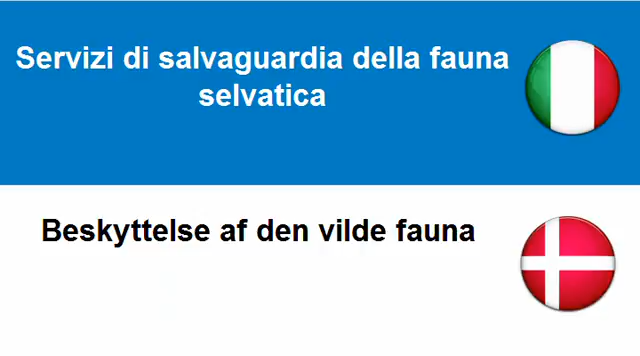 Servizi di salvaguardia della fauna
selvatica
Beskyttelse af den vilde fauna